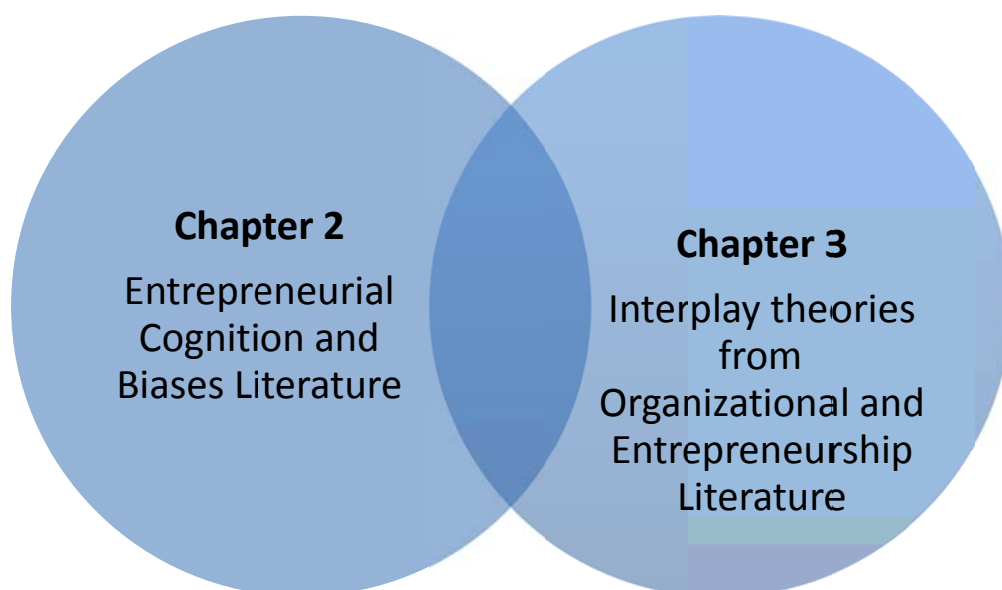 Chapter 2
Entrepreneurial
Cognition and
Biases Literature
Chapter 3
Interplay theories
from
Organizational and
Entrepreneurship
Literature